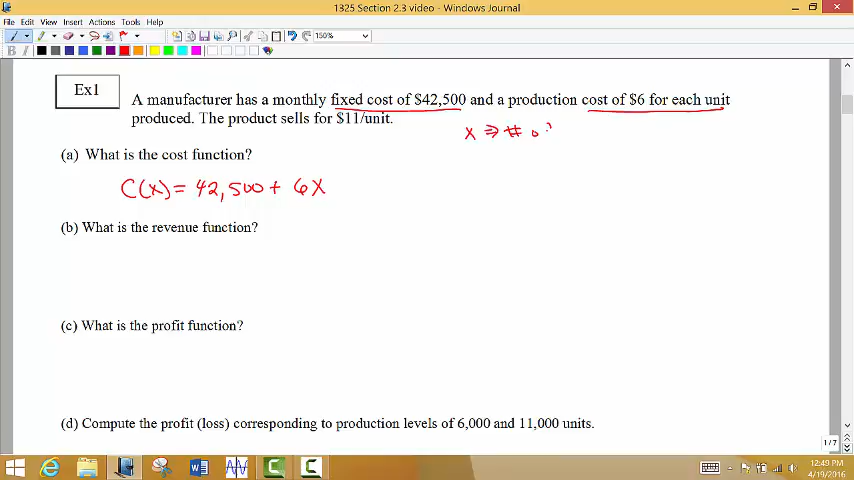 1325 Section 2.3 video - Windows Journal
File Edit View Insert Actions Tools Help
B I
150%
Ex1
A manufacturer has a monthly fixed cost of $42,500 and a production cost of $6 for each unit
produced. The product sells for $11/unit.
x ⇒ # o
(a) What is the cost function?
C(x) = 42,500 + 6x
(b) What is the revenue function?
(c) What is the profit function?
(d) Compute the profit (loss) corresponding to production levels of 6,000 and 11,000 units.
1/7
12:49 PM
4/19/2016